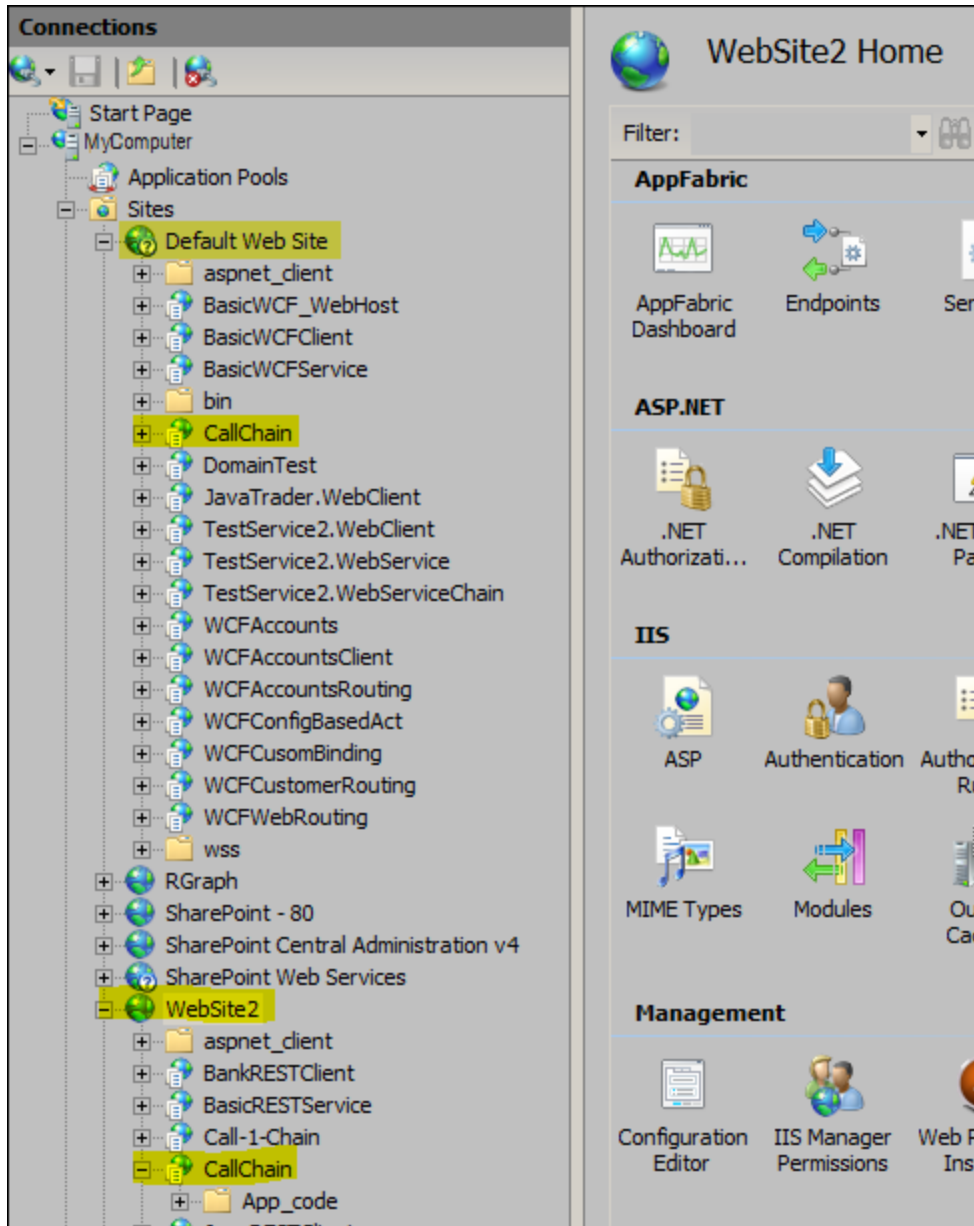 Connections
Start Page
MyComputer
Application Pools
Sites
Default Web Site
aspnet_client
BasicWCF_WebHost
BasicWCFClient
BasicWCFService
bin
CallChain
DomainTest
JavaTrader.WebClient
TestService2.WebClient
TestService2.WebService
TestService2.WebServiceChain
WCFAccounts
WCFAccountsClient
WCFAccountsRouting
WCFConfigBasedAct
WCFCusomBinding
WCFCustomerRouting
WCFWebRouting
wss
RGraph
SharePoint - 80
SharePoint Central Administration v4
SharePoint Web Services
WebSite2
aspnet_client
BankRESTClient
BasicRESTService
Call-1-Chain
CallChain
App_code
WebSite2 Home
Filter:
AppFabric
AppFabric Endpoints
Dashboard
ASP.NET
.NET .NET .NET
Authorizati... Compilation
IIS
ASP Authentication
MIME Types Modules
Management
Configuration IIS Manager Web
Editor Permissions